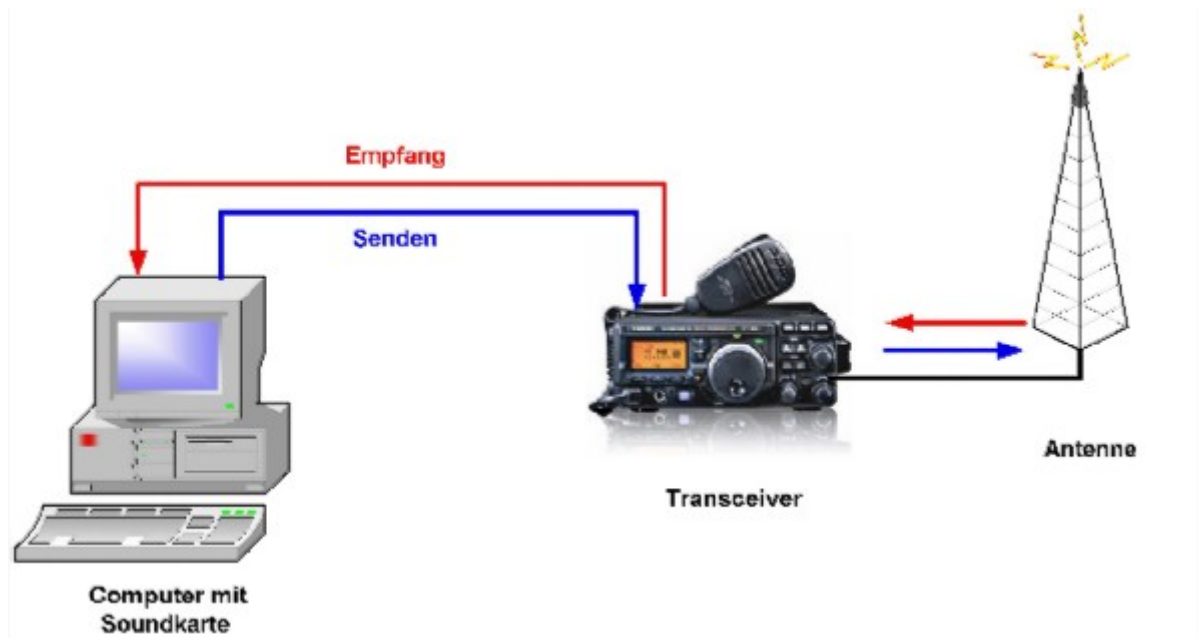 Empfang
Senden
Antenne
Transceiver
Computer mit
Soundkarte